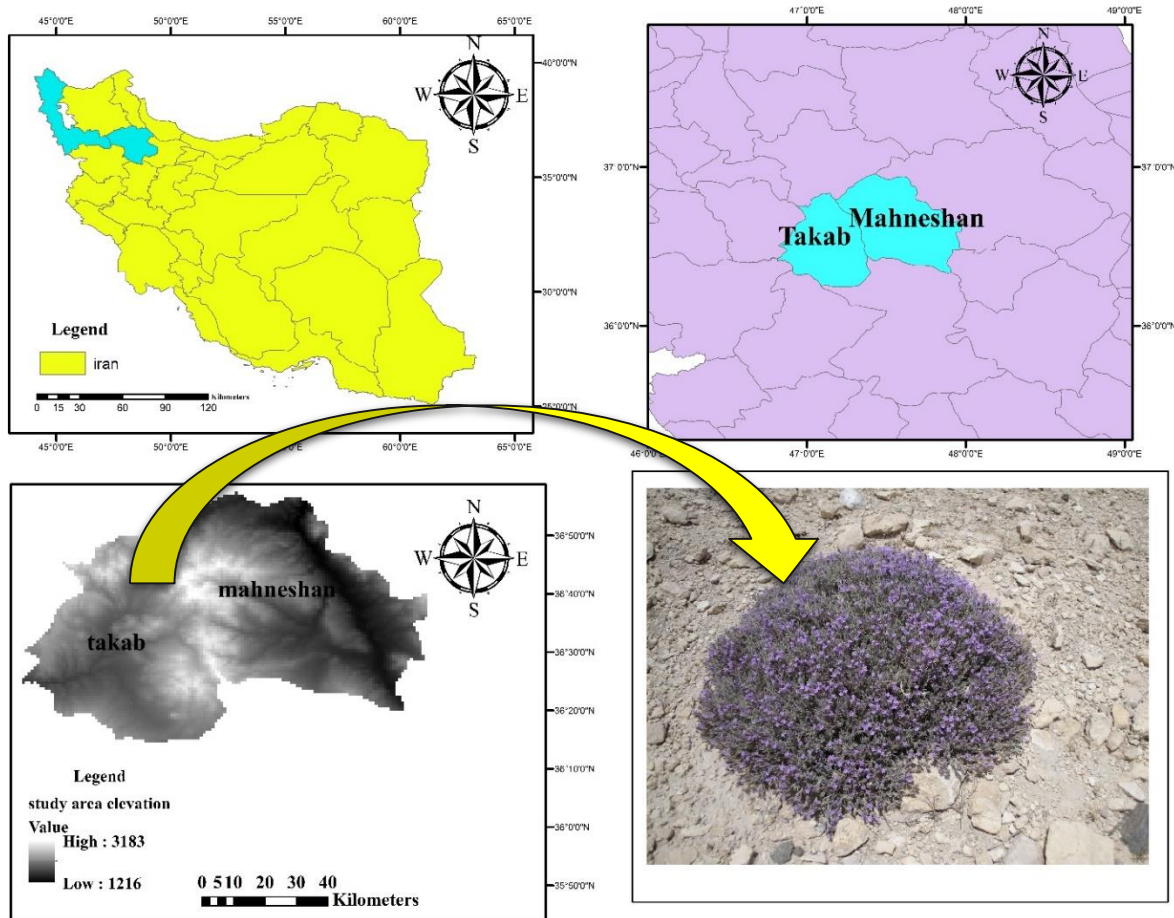 45°0'0"E 50°0'0"E 55°0'0"E 60°0'0"E 65°0'0"E
N
40°0'0"N
W E
S
35°0'0"N
30°0'0"N
Legend
iran
Kilometers
0 15 30 60 90 120
25°0'0"N
45°0'0"E 50°0'0"E 55°0'0"E 60°0'0"E 65°0'0"E
47°0'0"E 48°0'0"E 49°0'0"E
N
W E
S
37°0'0"N 37°0'0"N
Mahneshan
Takab
36°0'0"N 36°0'0"N
46°0'0"E 47°0'0"E 48°0'0"E 49°0'0"E
N
36°50'0"N
W E
mahneshan
36°40'0"N
S
takab
36°30'0"N
36°20'0"N
36°10'0"N
Legend
study area elevation
Value
36°0'0"N
High : 3183
Low : 1216
35°50'0"N
0 5 10 20 30 40
Kilometers